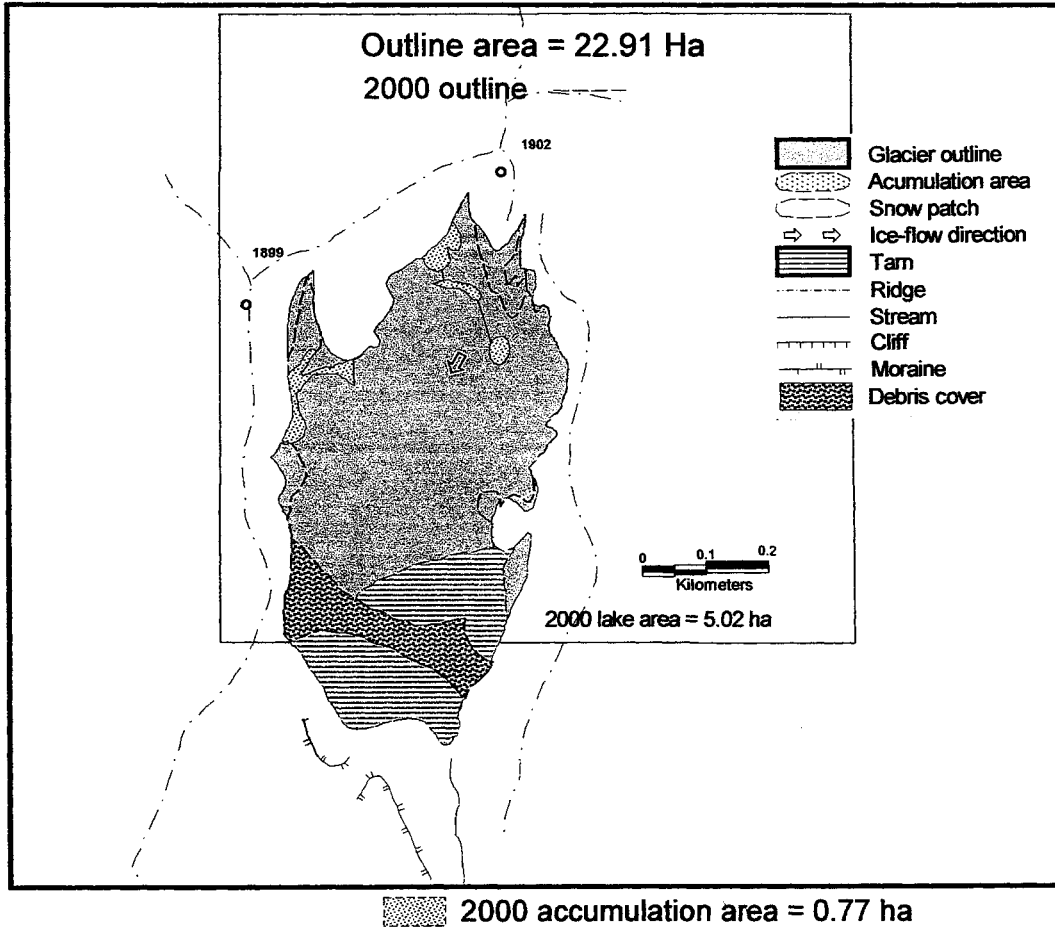 Outline area = 22.91 Ha
2000 outline
1902
1899
Glacier outline
Acumulation area
Snow patch
Ice-flow direction
Tarn
Ridge
Stream
Cliff
Moraine
Debris cover
0 0.1 0.2
Kilometers
2000 lake area = 5.02 ha
2000 accumulation area = 0.77 ha